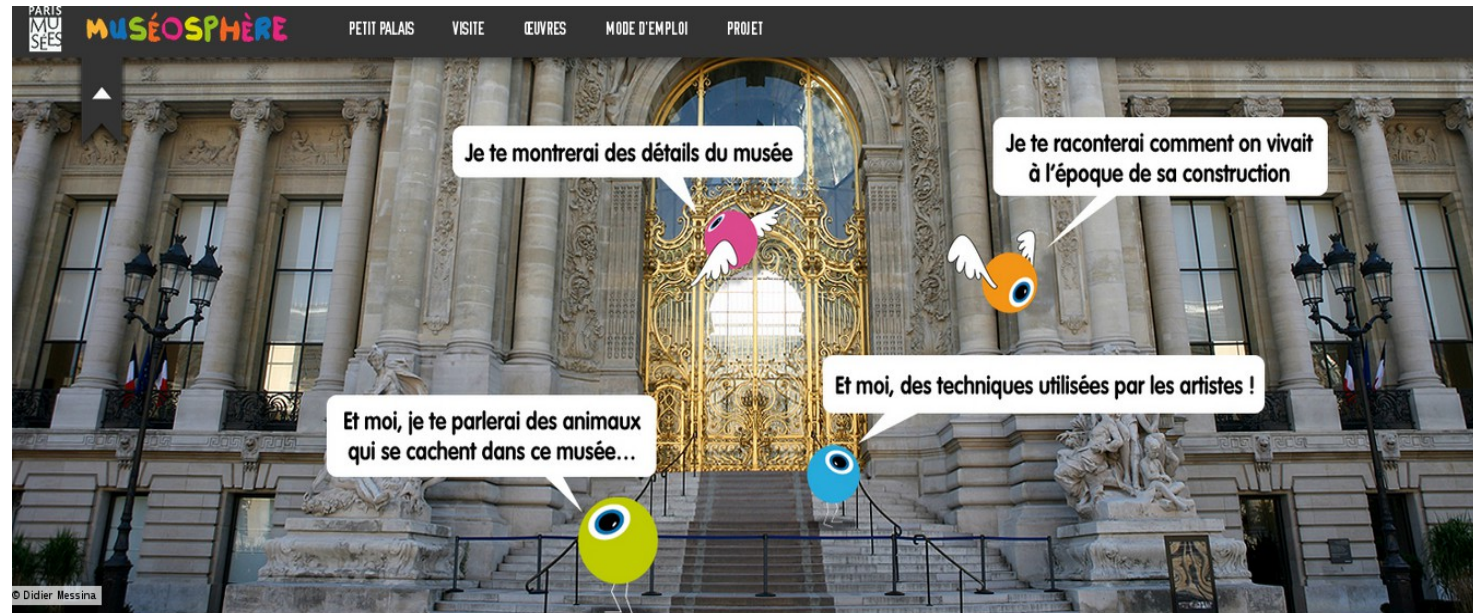 PARIS
MU
SÉES
MUSÉOSPHÈRE
PETIT PALAIS
VISITE
ŒUVRES
MODE D'EMPLOI
PROJET
Je te montrerai des détails du musée
Je te raconterai comment on vivait
à l'époque de sa construction
Et moi, des techniques utilisées par les artistes !
Et moi, je te parlerai des animaux
qui se cachent dans ce musée…
© Didier Messina